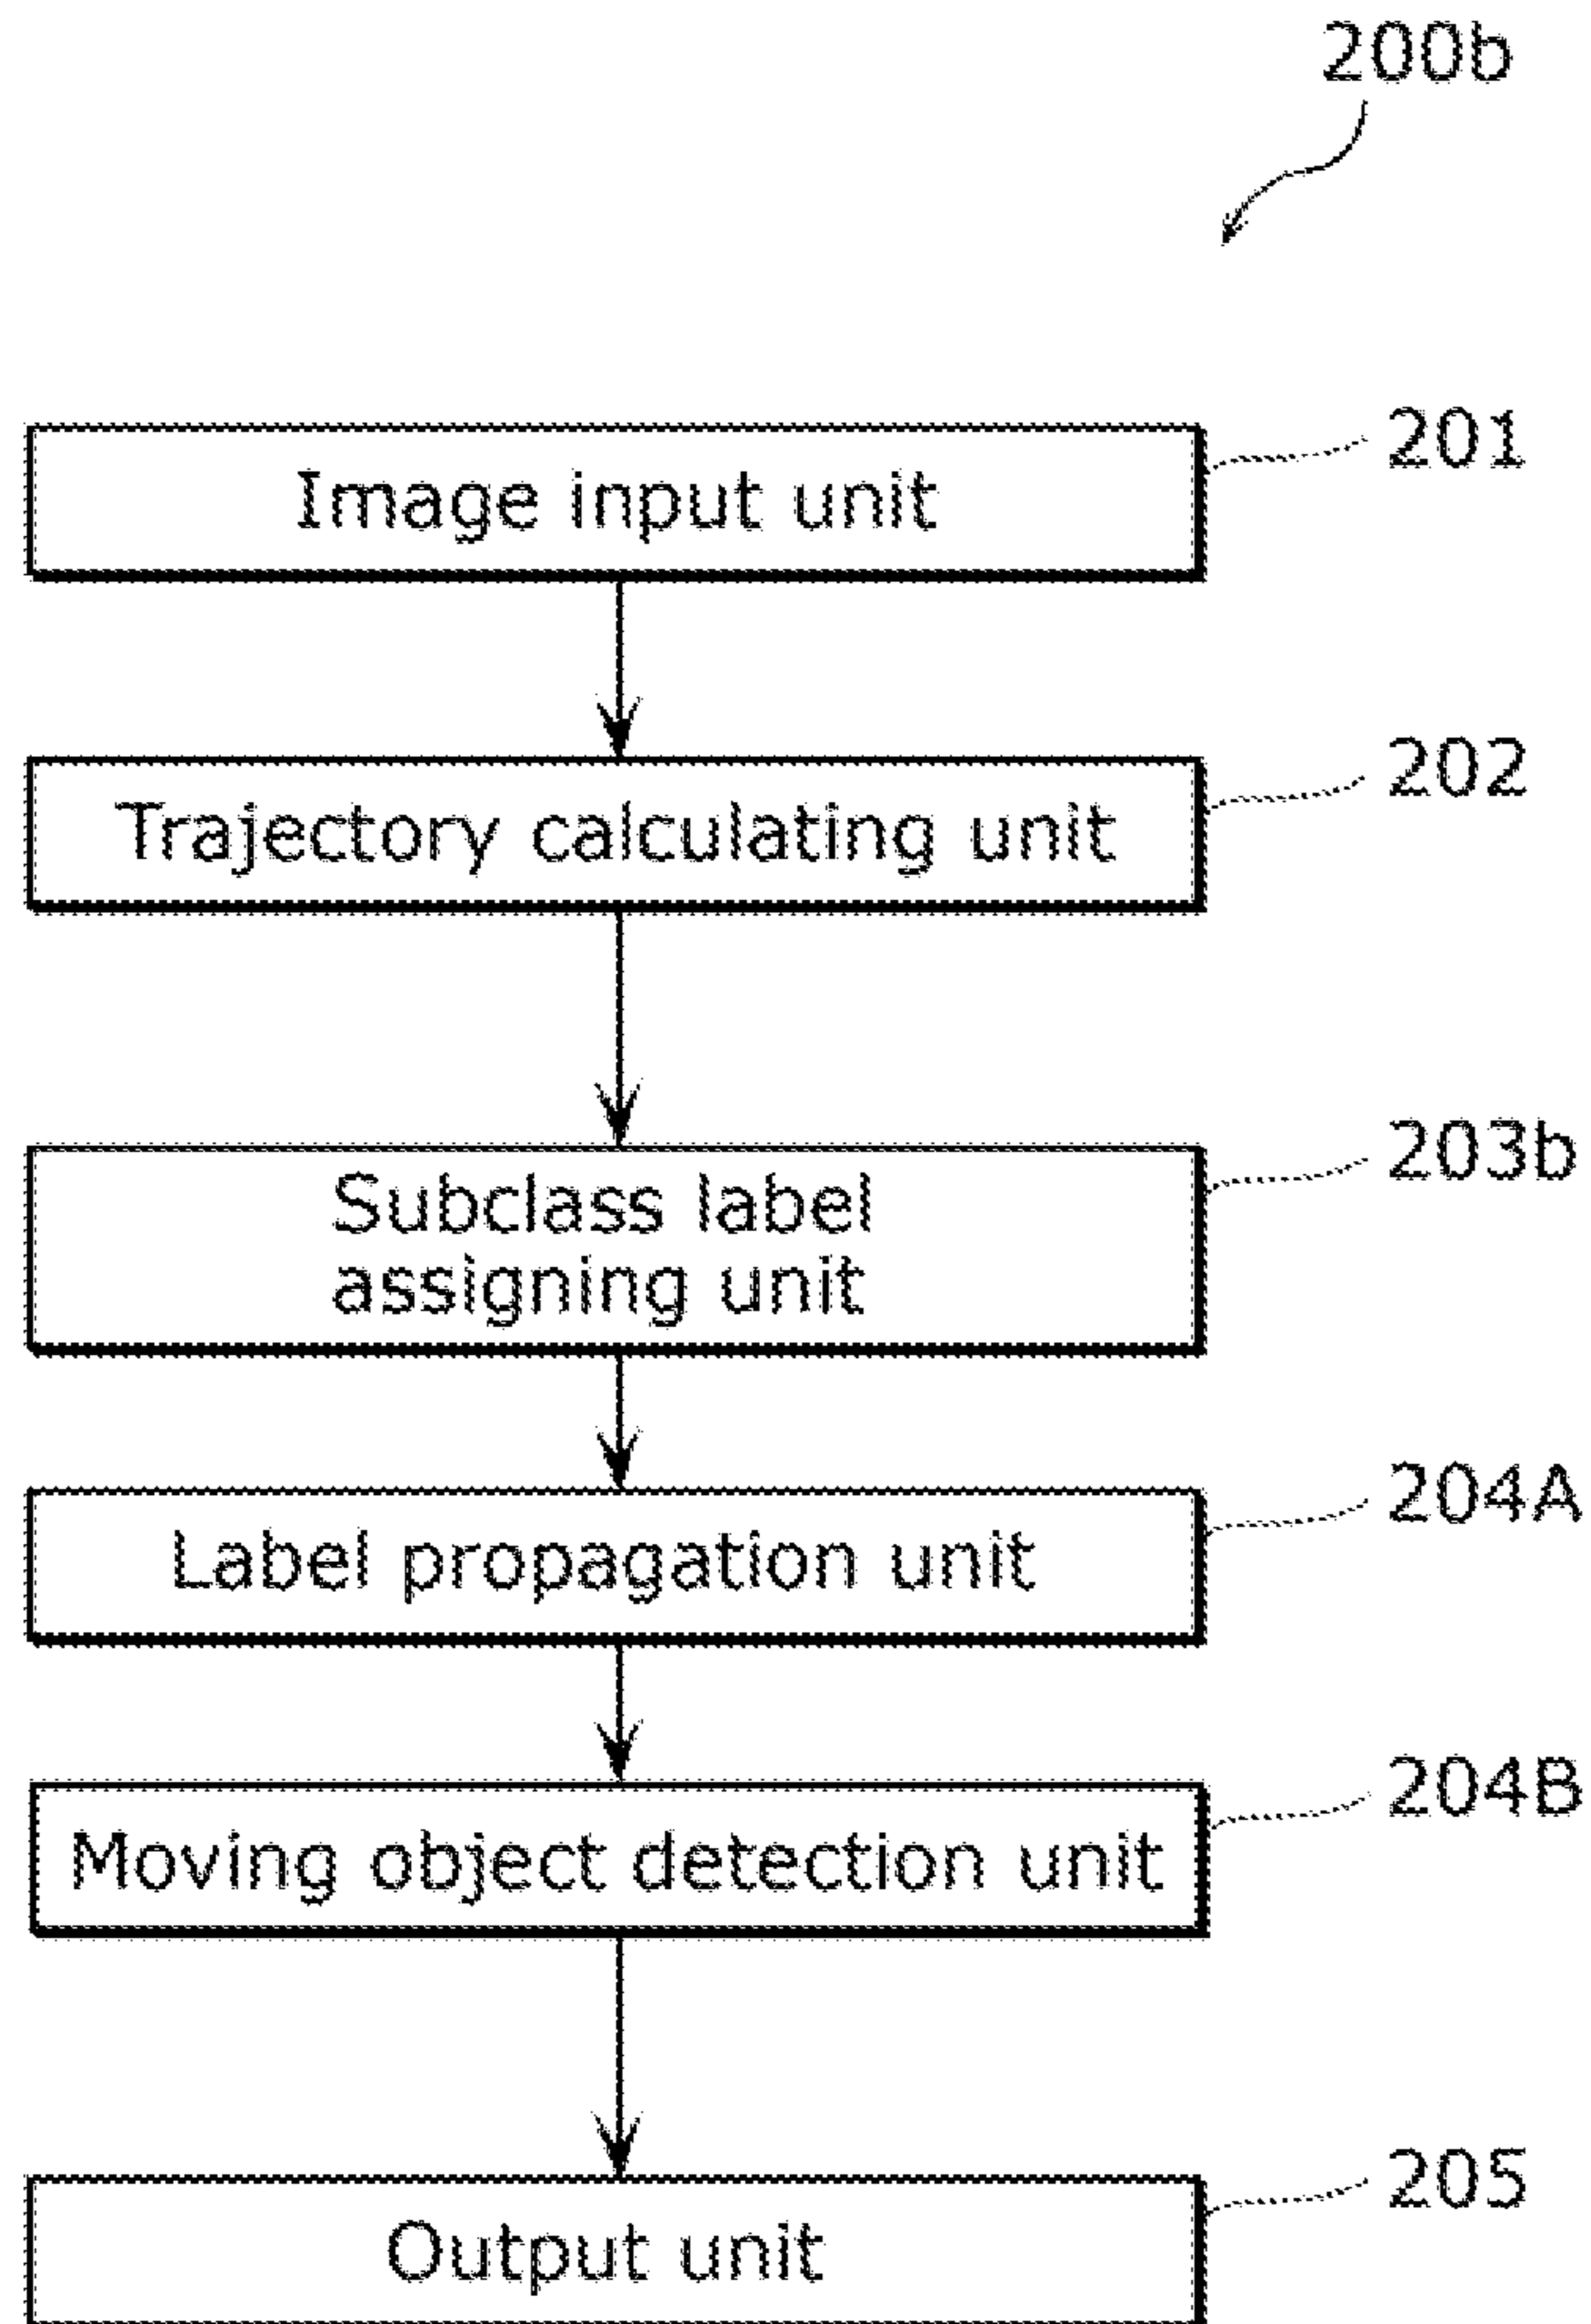 200b
Image input unit
201
Trajectory calculating unit
202
Subclass label
assigning unit
203b
Label propagation unit
204A
Moving object detection unit
204B
Output unit
205